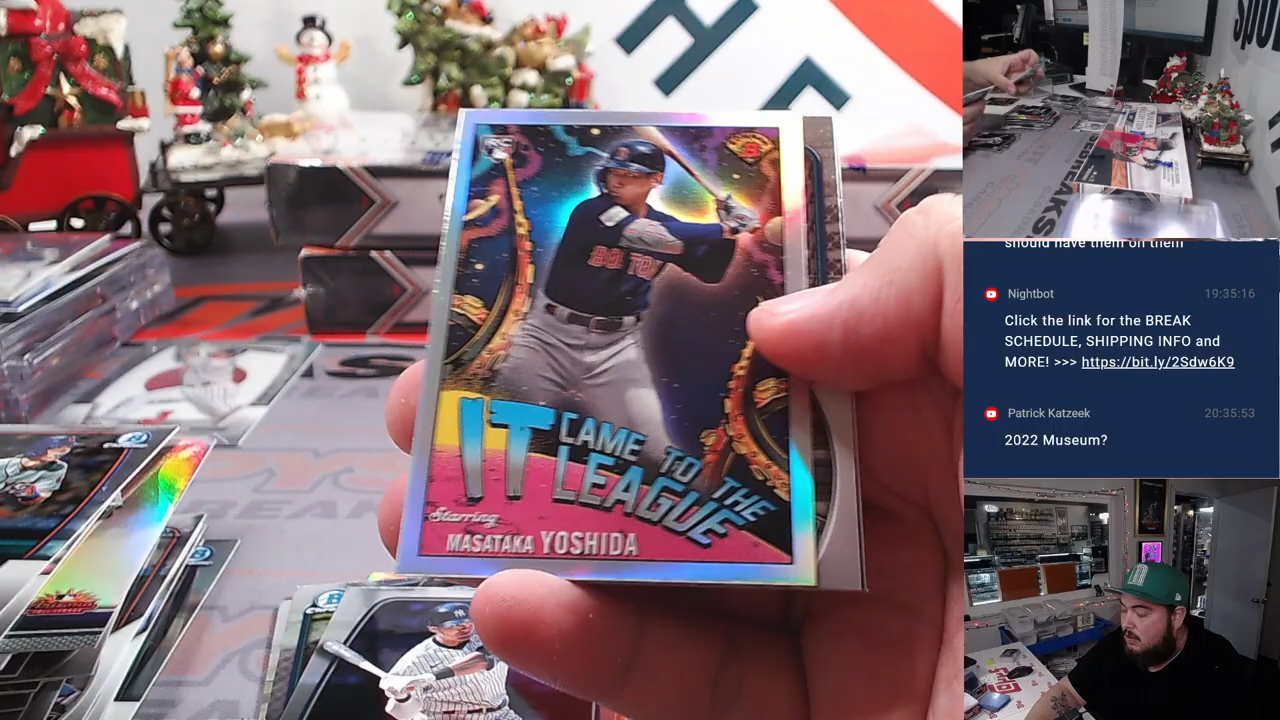 RC
BOSTON
IT CAME TO THE
LEAGUE
Starring
MASATAKA YOSHIDA
should have them on them
Nightbot 19:35:16
Click the link for the BREAK
SCHEDULE, SHIPPING INFO and
MORE! >>> https://bit.ly/2Sdw6K9
Patrick Katzeek 20:35:53
2022 Museum?